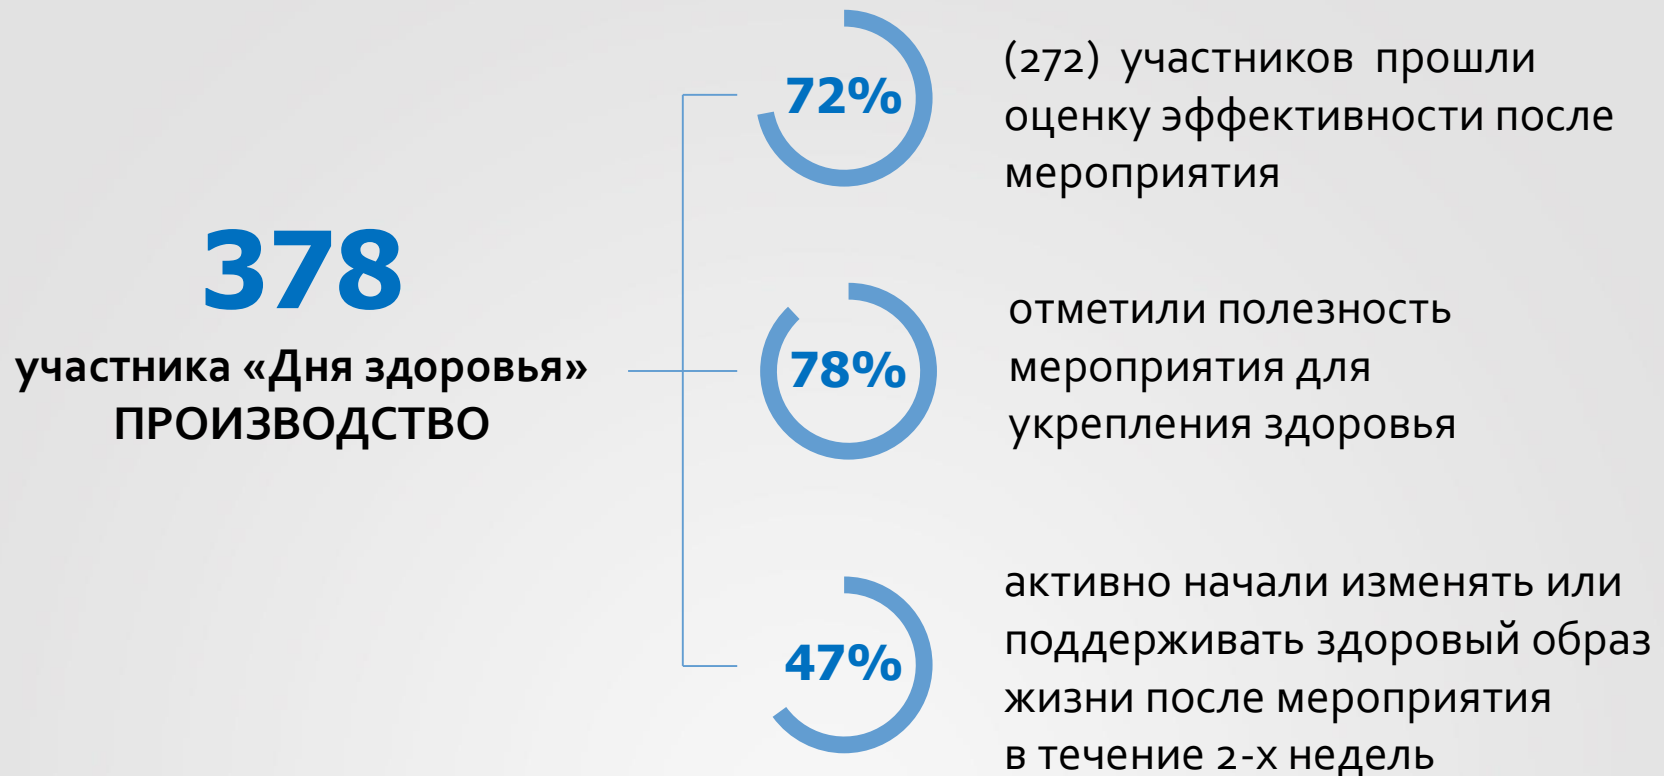 378
участника «Дня здоровья»
ПРОИЗВОДСТВО
72%
(272) участников прошли
оценку эффективности после
мероприятия
78%
отметили полезность
мероприятия для
укрепления здоровья
47%
активно начали изменять или
поддерживать здоровый образ
жизни после мероприятия
в течение 2-х недель